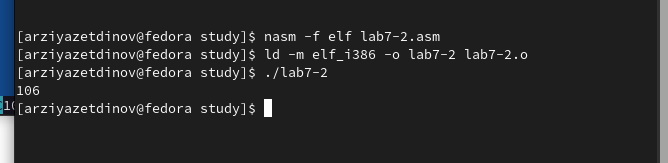 [arziyazetdinov@fedora study]$ nasm -f elf lab7-2.asm
[arziyazetdinov@fedora study]$ ld -m elf_i386 -o lab7-2 lab7-2.o
[arziyazetdinov@fedora study]$ ./lab7-2
106
[arziyazetdinov@fedora study]$